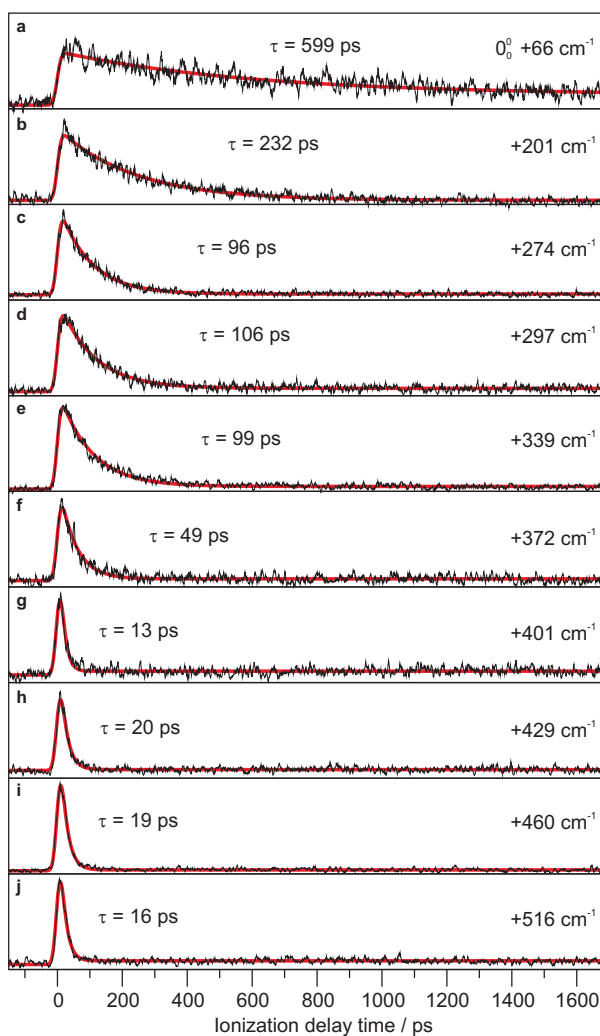 a τ = 599 ps 0⁰₀ +66 cm⁻¹
b τ = 232 ps +201 cm⁻¹
c τ = 96 ps +274 cm⁻¹
d τ = 106 ps +297 cm⁻¹
e τ = 99 ps +339 cm⁻¹
f τ = 49 ps +372 cm⁻¹
g τ = 13 ps +401 cm⁻¹
h τ = 20 ps +429 cm⁻¹
i τ = 19 ps +460 cm⁻¹
j τ = 16 ps +516 cm⁻¹
0 200 400 600 800 1000 1200 1400 1600
Ionization delay time / ps